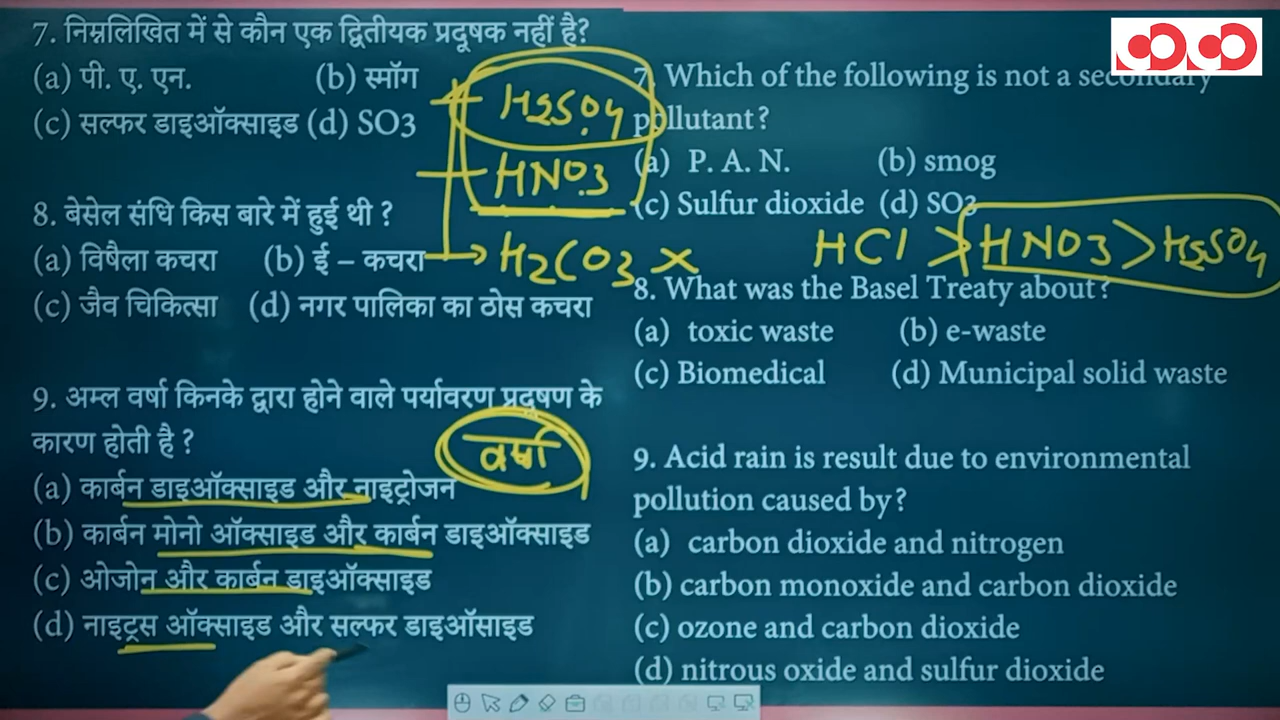 7. निम्नलिखित में से कौन एक द्वितीयक प्रदूषक नहीं है?
(a) पी. ए. एन. (b) स्मॉग
(c) सल्फर डाइऑक्साइड (d) SO3
8. बेसेल संधि किस बारे में हुई थी ?
(a) विषैला कचरा (b) ई – कचरा
(c) जैव चिकित्सा (d) नगर पालिका का ठोस कचरा
9. अम्ल वर्षा किनके द्वारा होने वाले पर्यावरण प्रदूषण के
कारण होती है ?
(a) कार्बन डाइऑक्साइड और नाइट्रोजन
(b) कार्बन मोनो ऑक्साइड और कार्बन डाइऑक्साइड
(c) ओजोन और कार्बन डाइऑक्साइड
(d) नाइट्रस ऑक्साइड और सल्फर डाइऑसाइड
H2SO4
HNO3
H2CO3 ×
वर्षा
7. Which of the following is not a secondary
pollutant?
(a) P. A. N. (b) smog
(c) Sulfur dioxide (d) SO3
HCl > HNO3 > H2SO4
8. What was the Basel Treaty about?
(a) toxic waste (b) e-waste
(c) Biomedical (d) Municipal solid waste
9. Acid rain is result due to environmental
pollution caused by?
(a) carbon dioxide and nitrogen
(b) carbon monoxide and carbon dioxide
(c) ozone and carbon dioxide
(d) nitrous oxide and sulfur dioxide